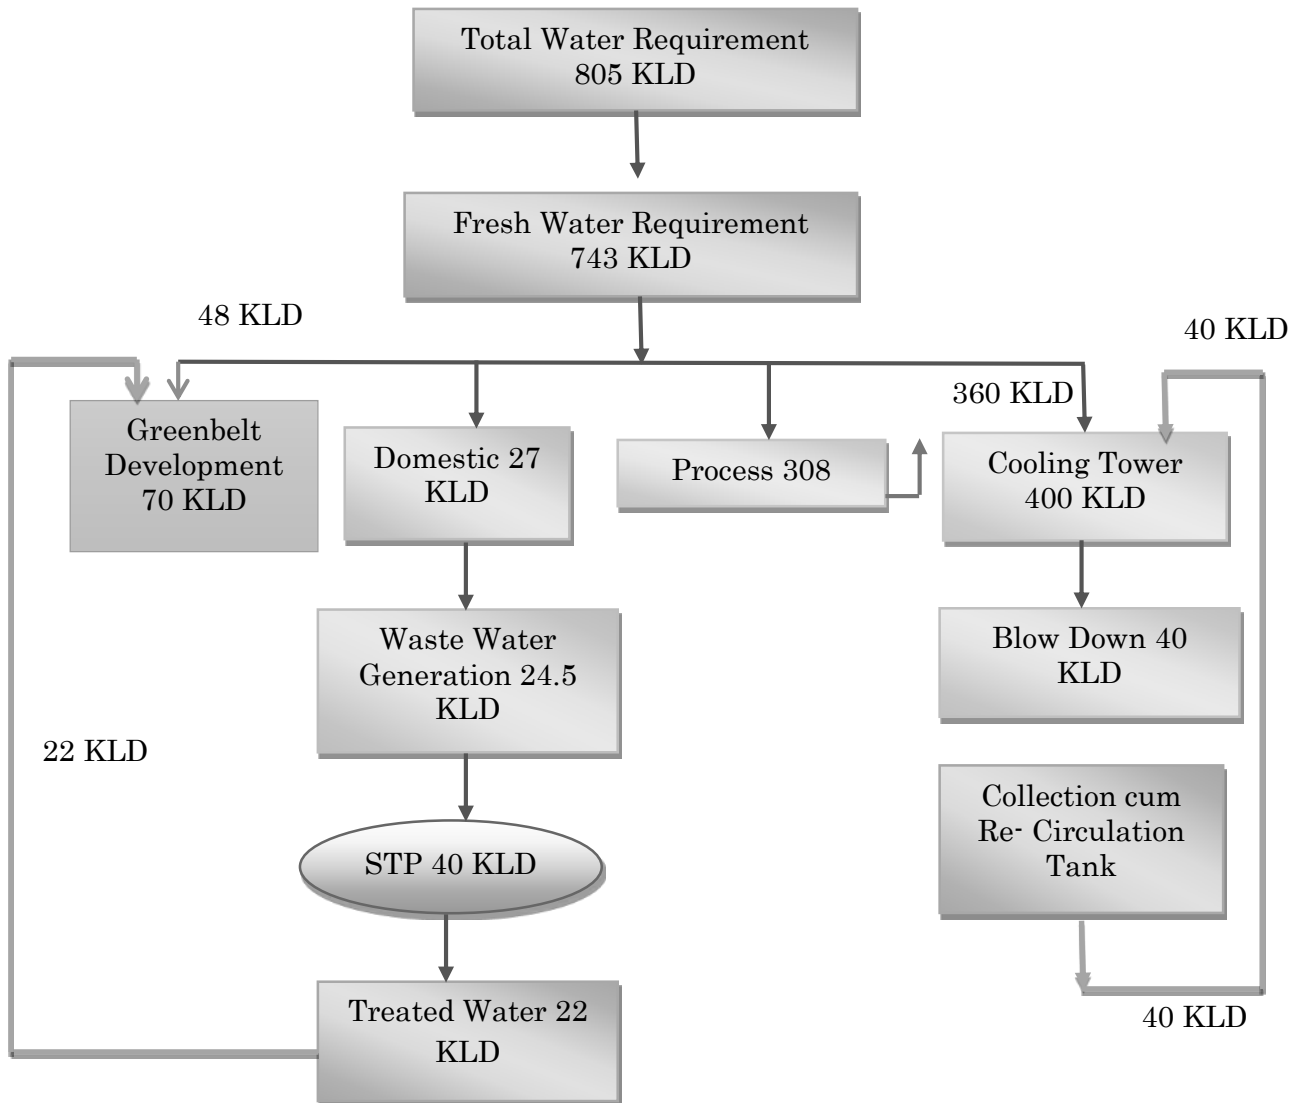 Total Water Requirement
805 KLD
Fresh Water Requirement
743 KLD
48 KLD
40 KLD
360 KLD
Greenbelt
Development
70 KLD
Domestic 27
KLD
Process 308
Cooling Tower
400 KLD
Waste Water
Generation 24.5
KLD
Blow Down 40
KLD
22 KLD
Collection cum
Re- Circulation
Tank
STP 40 KLD
Treated Water 22
KLD
40 KLD